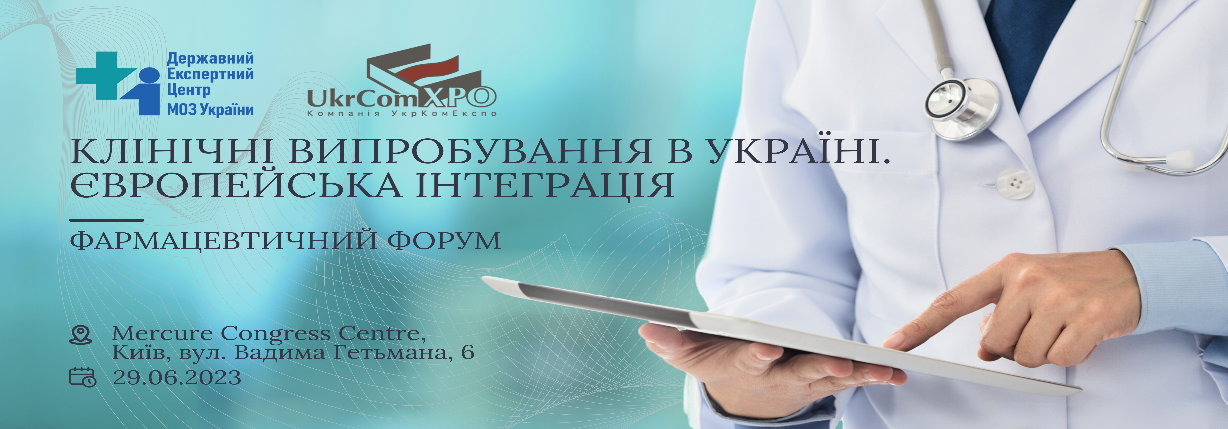 Державний
Експертний
Центр
МОЗ України
UkrComXPO
Компанія УкрКомЕкспо
КЛІНІЧНІ ВИПРОБУВАННЯ В УКРАЇНІ.
ЄВРОПЕЙСЬКА ІНТЕГРАЦІЯ
ФАРМАЦЕВТИЧНИЙ ФОРУМ
Mercure Congress Centre,
Київ, вул. Вадима Гетьмана, 6
29.06.2023